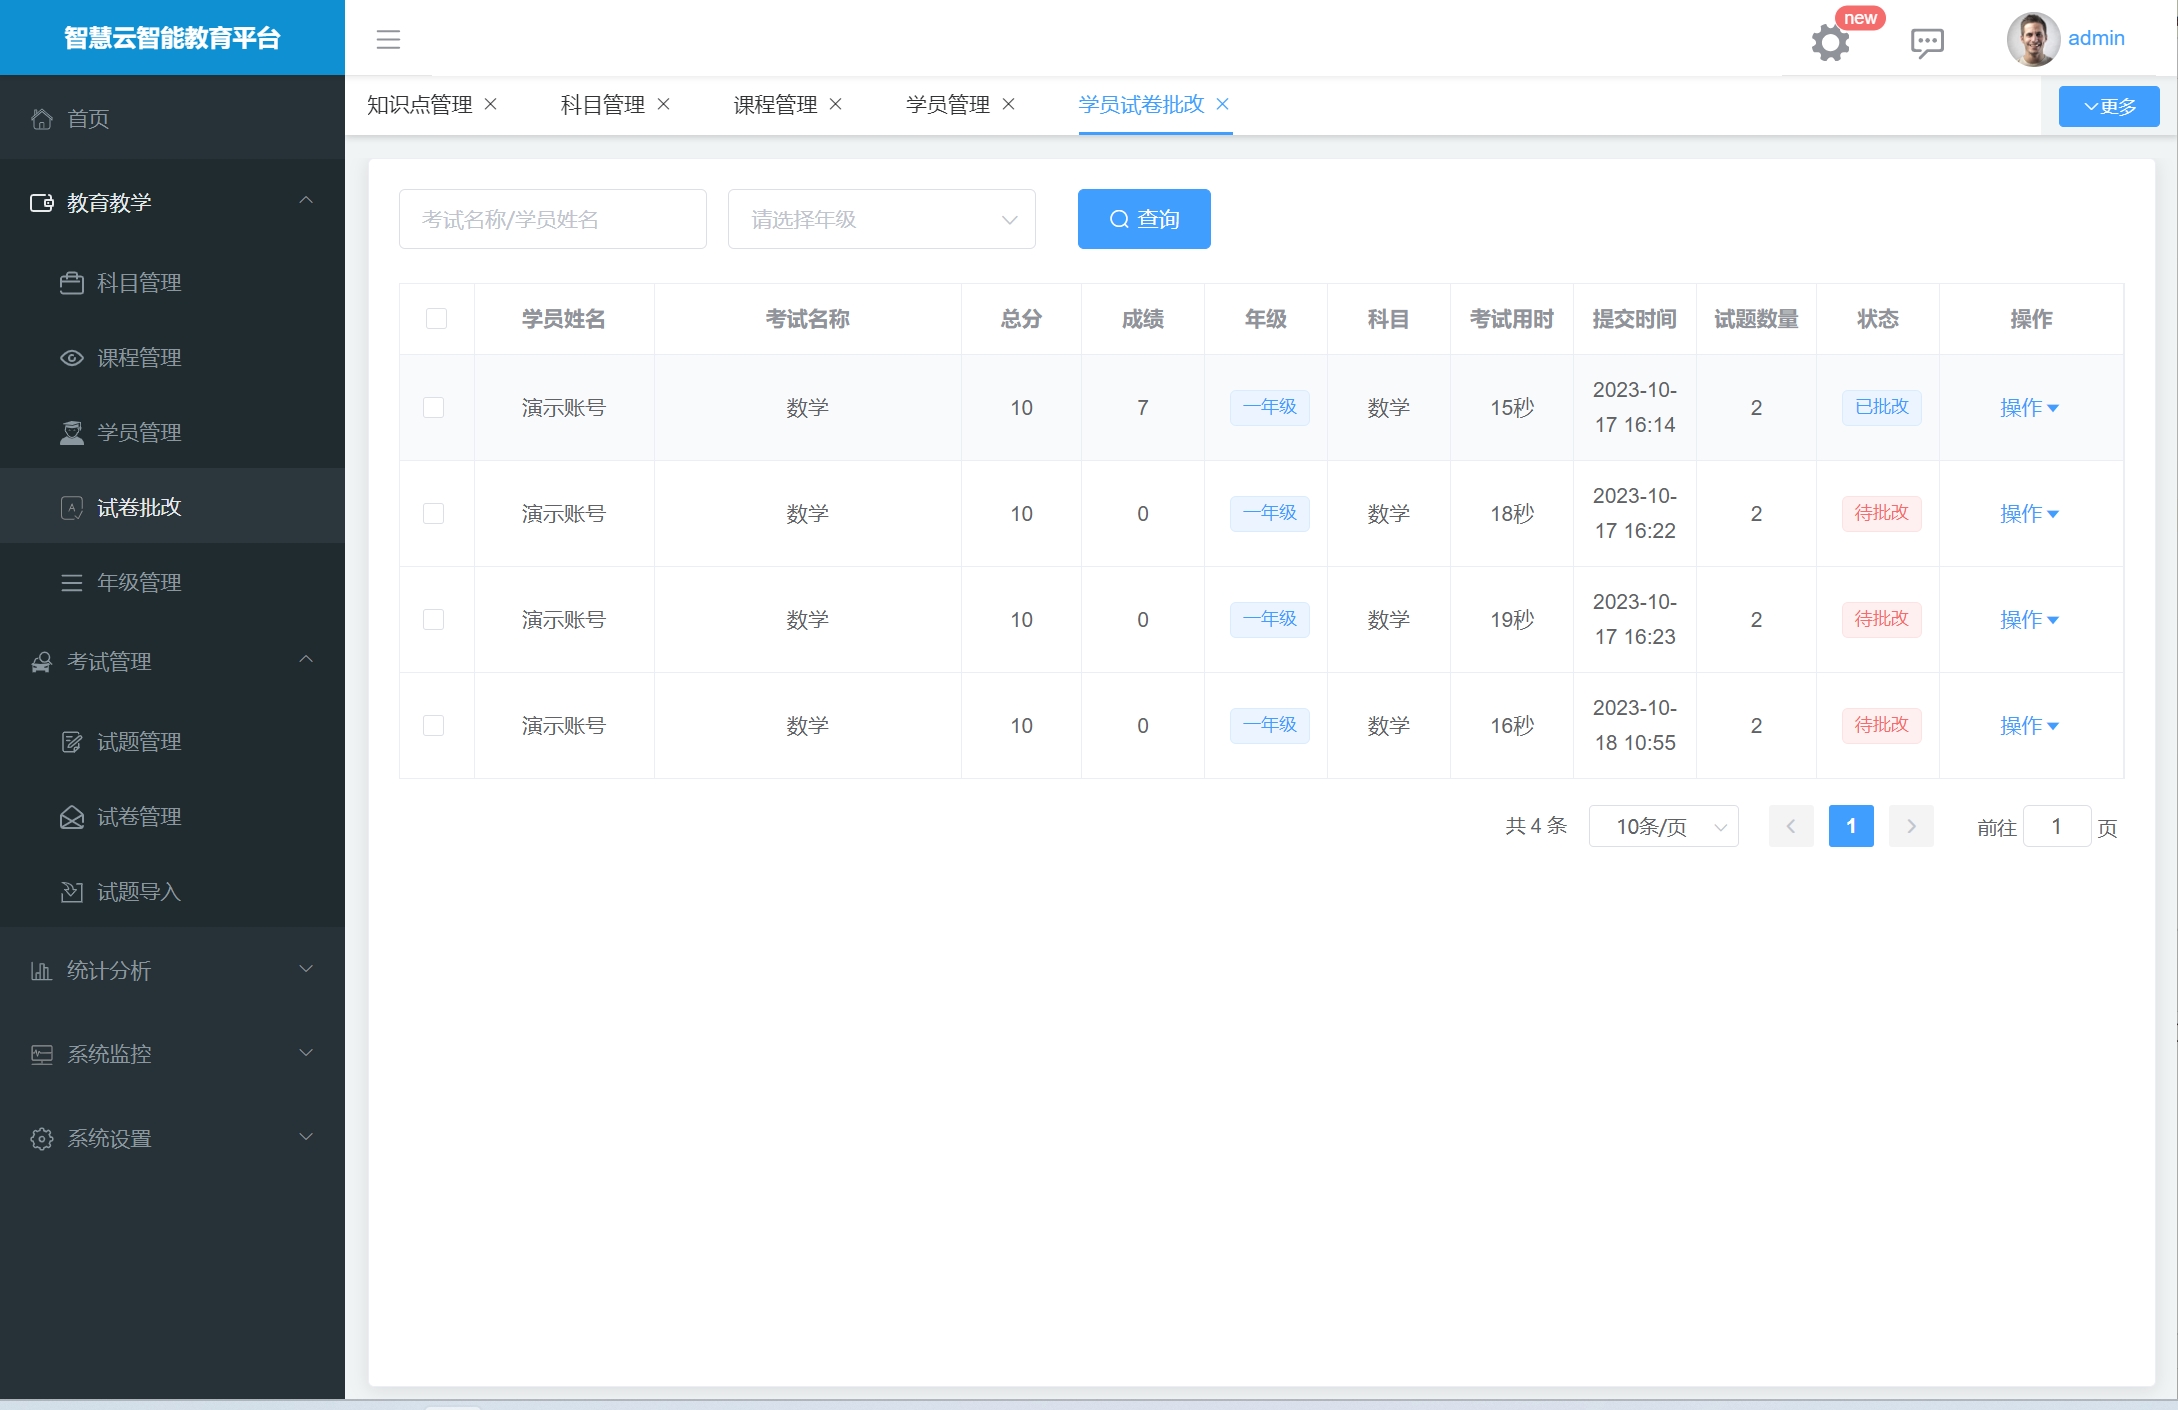 智慧云智能教育平台
new
admin
首页
教育教学
科目管理
课程管理
学员管理
试卷批改
年级管理
考试管理
试题管理
试卷管理
试题导入
统计分析
系统监控
系统设置
知识点管理 科目管理 课程管理 学员管理 学员试卷批改 更多
考试名称/学员姓名 请选择年级 查询
学员姓名 考试名称 总分 成绩 年级 科目 考试用时 提交时间 试题数量 状态 操作
演示账号 数学 10 7 一年级 数学 15秒 2023-10-17 16:14 2 已批改 操作
演示账号 数学 10 0 一年级 数学 18秒 2023-10-17 16:22 2 待批改 操作
演示账号 数学 10 0 一年级 数学 19秒 2023-10-17 16:23 2 待批改 操作
演示账号 数学 10 0 一年级 数学 16秒 2023-10-18 10:55 2 待批改 操作
共 4 条 10条/页 1 前往 1 页